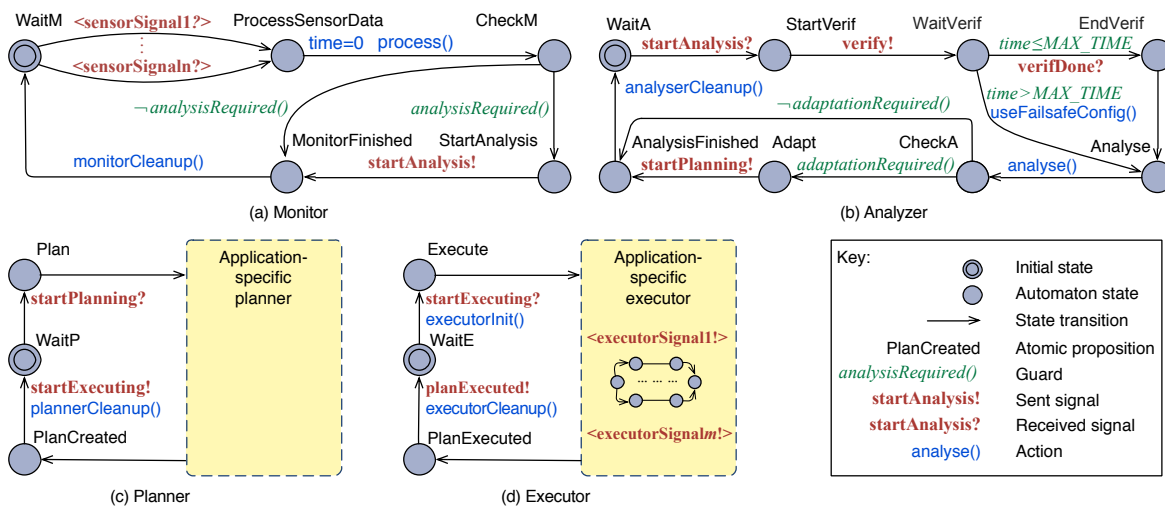 WaitM
<sensorSignal1?>
⋮
<sensorSignaln?>
ProcessSensorData
time=0 process()
CheckM
¬analysisRequired()
analysisRequired()
MonitorFinished
StartAnalysis
monitorCleanup()
startAnalysis!
(a) Monitor
WaitA
startAnalysis?
StartVerif
verify!
WaitVerif
EndVerif
time≤MAX_TIME
verifDone?
time>MAX_TIME
useFailsafeConfig()
analyserCleanup()
¬adaptationRequired()
AnalysisFinished
startPlanning!
Adapt
CheckA
adaptationRequired()
analyse()
Analyse
(b) Analyzer
Plan
startPlanning?
WaitP
startExecuting!
plannerCleanup()
PlanCreated
Application-
specific
planner
(c) Planner
Execute
startExecuting?
executorInit()
WaitE
planExecuted!
executorCleanup()
PlanExecuted
Application-
specific
executor
<executorSignal1!>
... ... ...
<executorSignalm!>
(d) Executor
Key:
Initial state
Automaton state
State transition
PlanCreated Atomic proposition
analysisRequired() Guard
startAnalysis! Sent signal
startAnalysis? Received signal
analyse() Action